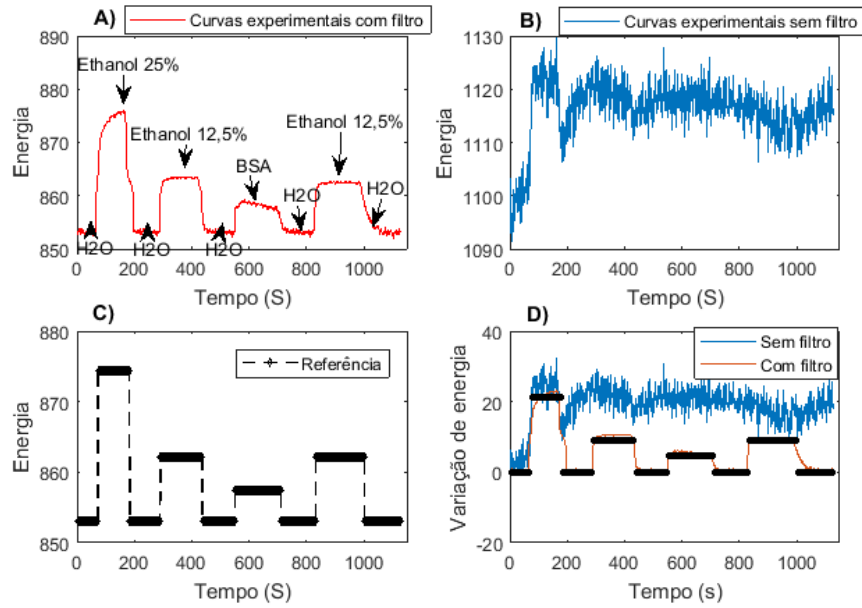 A)
Curvas experimentais com filtro
890
880
870
860
850
Energia
Ethanol 25%
Ethanol 12,5%
BSA
Ethanol 12,5%
H2O
H2O
H2O
H2O
H2O
0 200 400 600 800 1000
Tempo (S)
B)
Curvas experimentais sem filtro
1130
1120
1110
1100
1090
Energia
0 200 400 600 800 1000
Tempo (S)
C)
Referência
880
870
860
850
Energia
0 200 400 600 800 1000
Tempo (S)
D)
Sem filtro
Com filtro
40
20
0
-20
Variação de energia
0 200 400 600 800 1000
Tempo (s)